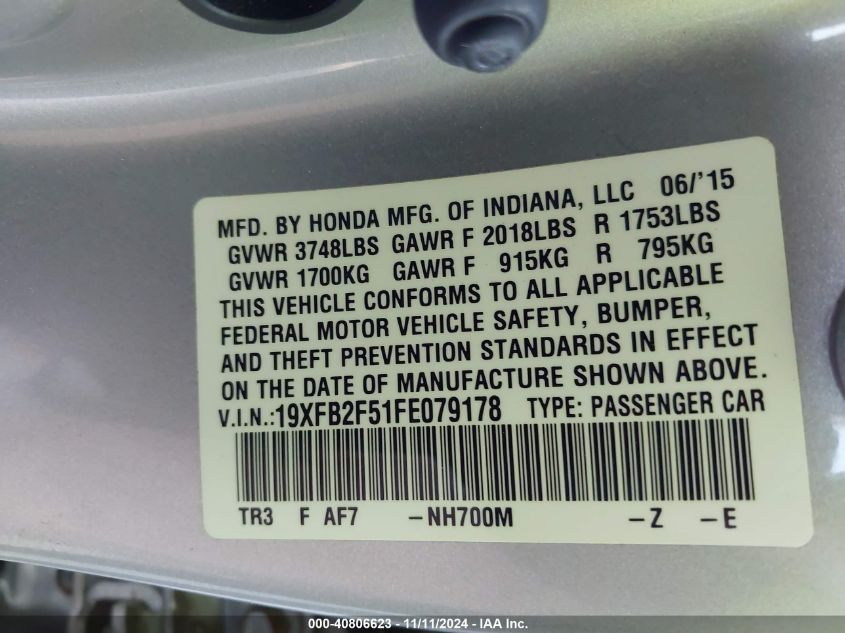 MFD. BY HONDA MFG. OF INDIANA, LLC 06/'15
GVWR 3748LBS GAWR F 2018LBS R 1753LBS
GVWR 1700KG GAWR F 915KG R 795KG
THIS VEHICLE CONFORMS TO ALL APPLICABLE
FEDERAL MOTOR VEHICLE SAFETY, BUMPER,
AND THEFT PREVENTION STANDARDS IN EFFECT
ON THE DATE OF MANUFACTURE SHOWN ABOVE.
V.I.N.:19XFB2F51FE079178 TYPE: PASSENGER CAR
TR3 F AF7 -NH700M -Z -E
000-40806623 - 11/11/2024 - IAA Inc.